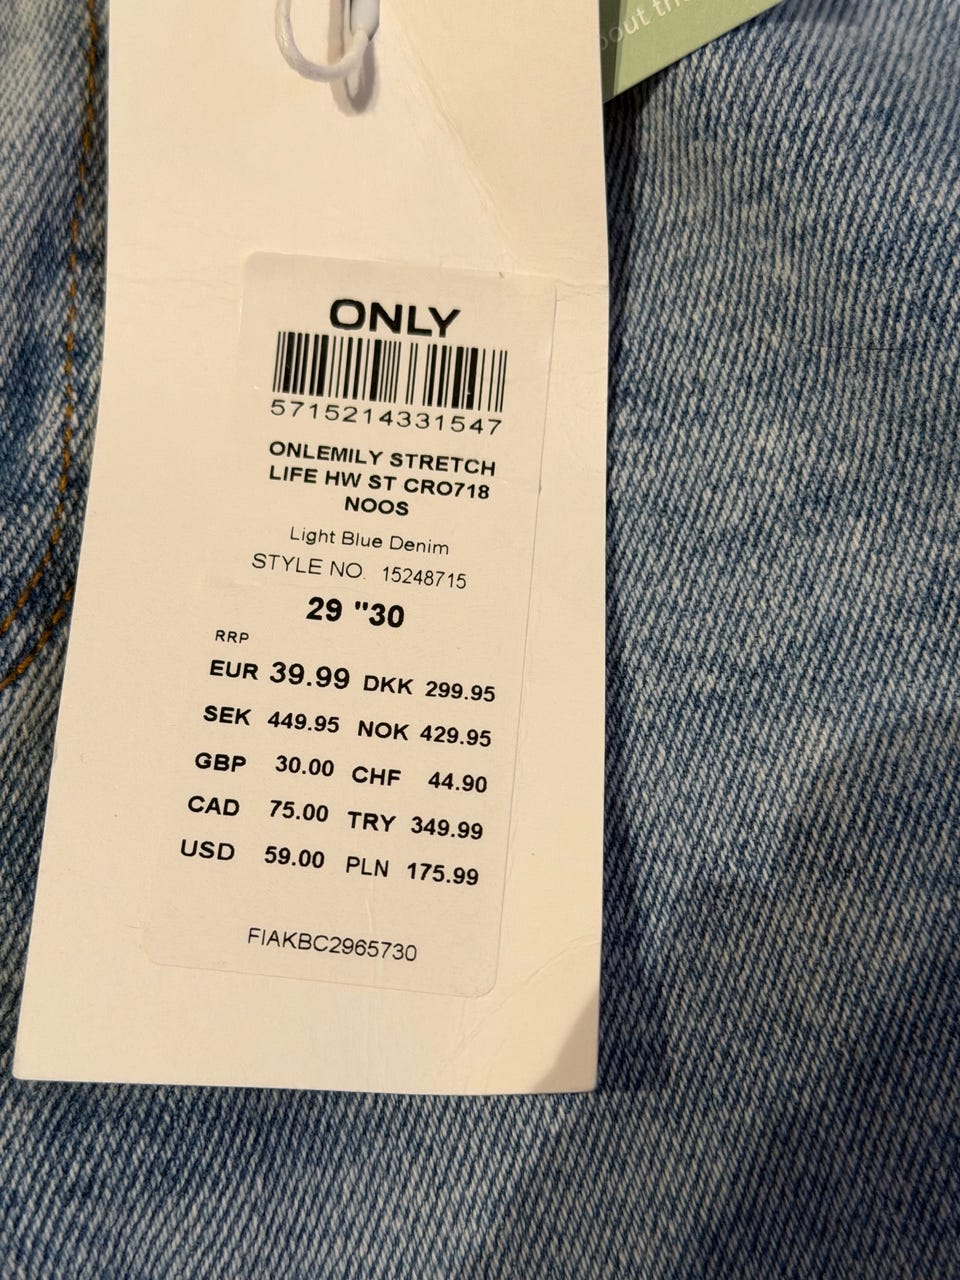 out th
ONLY
5715214331547
ONLEMILY STRETCH
LIFE HW ST CRO718
NOOS
Light Blue Denim
STYLE NO. 15248715
29 "30
RRP
EUR 39.99 DKK 299.95
SEK 449.95 NOK 429.95
GBP 30.00 CHF 44.90
CAD 75.00 TRY 349.99
USD 59.00 PLN 175.99
FIAKBC2965730